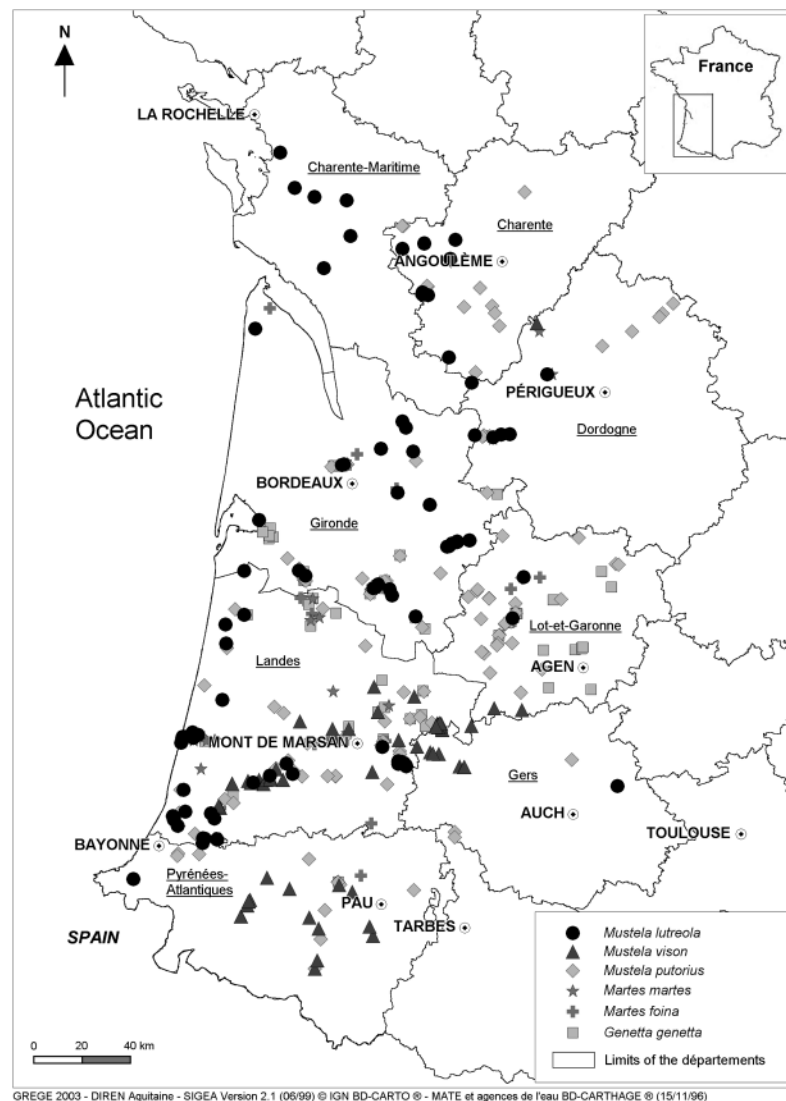 N
France
LA ROCHELLE
Charente-Maritime
Charente
ANGOULÊME
Atlantic
Ocean
PÉRIGUEUX
Dordogne
BORDEAUX
Gironde
Lot-et-Garonne
Landes
AGEN
MONT DE MARSAN
Gers
AUCH
TOULOUSE
BAYONNE
Pyrénées-
Atlantiques
PAU
TARBES
SPAIN
Mustela lutreola
Mustela vison
Mustela putorius
Martes martes
Martes foina
Genetta genetta
Limits of the départements
0 20 40 km
GREGE 2003 - DIREN Aquitaine - SIGEA Version 2.1 (06/99) © IGN BD-CARTO ® - MATE et agences de l'eau BD-CARTHAGE ® (15/11/96)